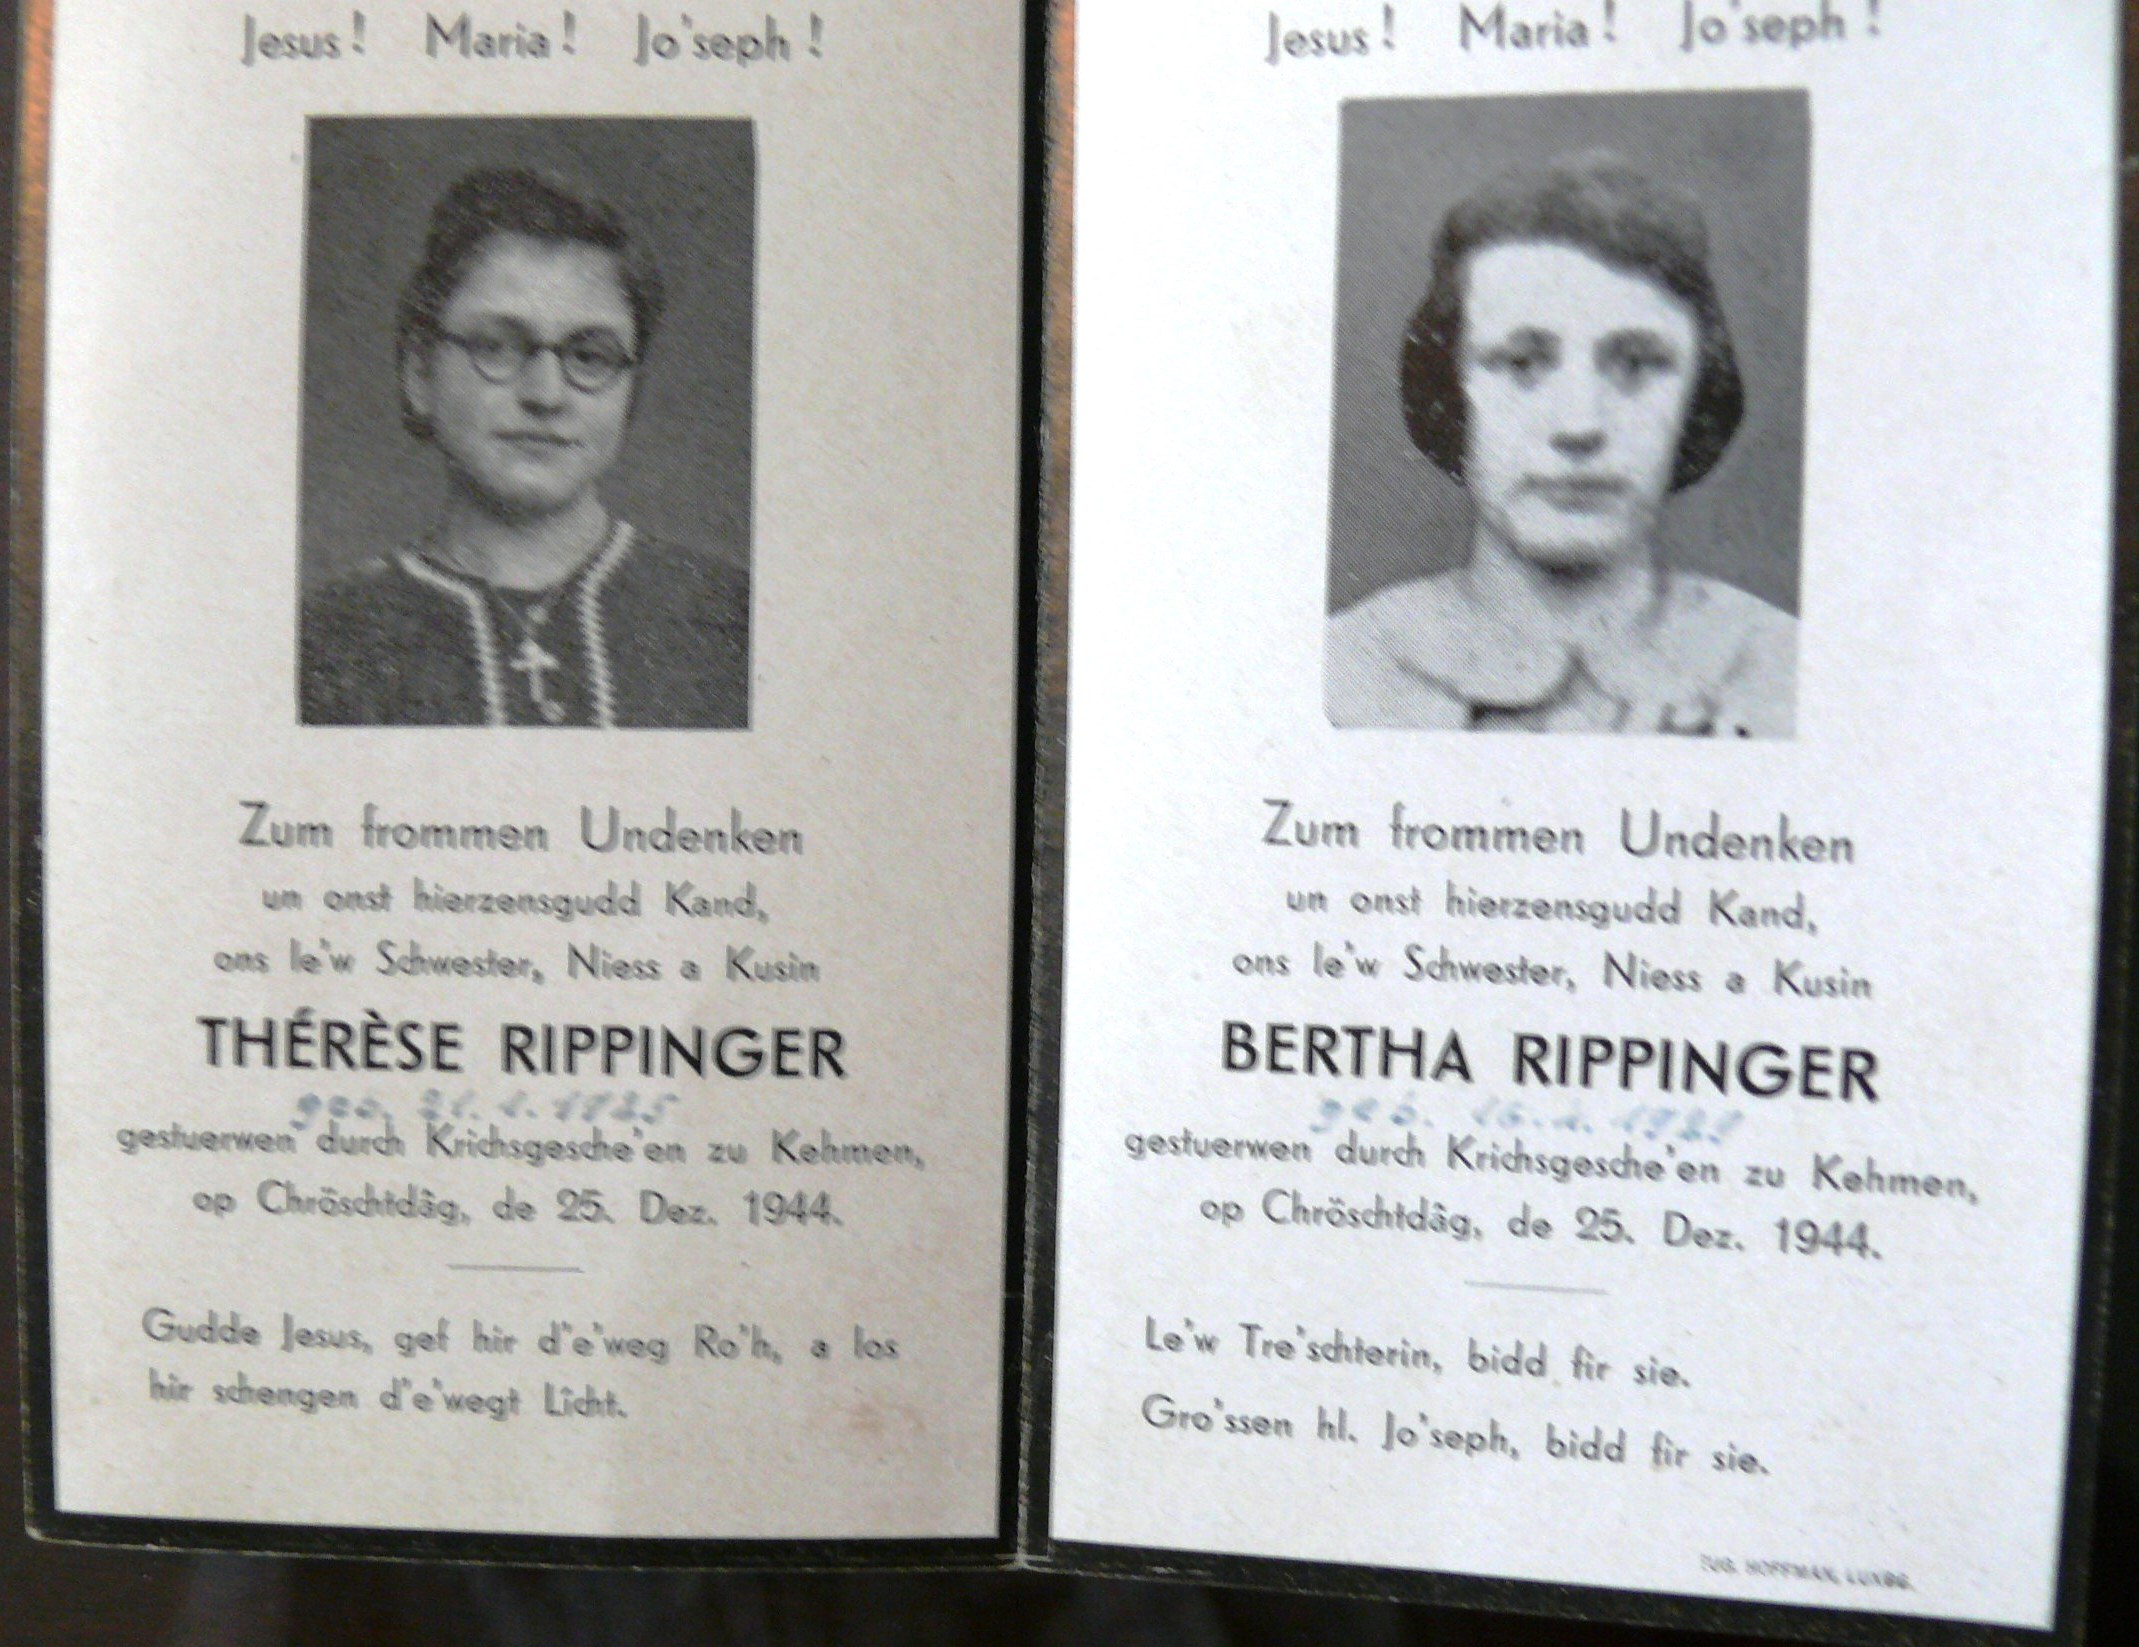 Jesus! Maria! Jo'seph!
Zum frommen Undenken
un onst hierzensgudd Kand,
ons le'w Schwester, Niess a Kusin
THÉRÈSE RIPPINGER
gestuerwen durch Krichsgesche'en zu Kehmen,
op Chröschtdâg, de 25. Dez. 1944.
Gudde Jesus, gef hir d'e'weg Ro'h, a los
hir schengen d'e'wegt Licht.
Jesus! Maria! Jo'seph!
Zum frommen Undenken
un onst hierzensgudd Kand,
ons le'w Schwester, Niess a Kusin
BERTHA RIPPINGER
geb.
gestuerwen durch Krichsgesche'en zu Kehmen,
op Chröschtdâg, de 25. Dez. 1944.
Le'w Tre'schterin, bidd fir sie.
Gro'ssen hl. Jo'seph, bidd fir sie.
HOFFMAN, LUXBG.